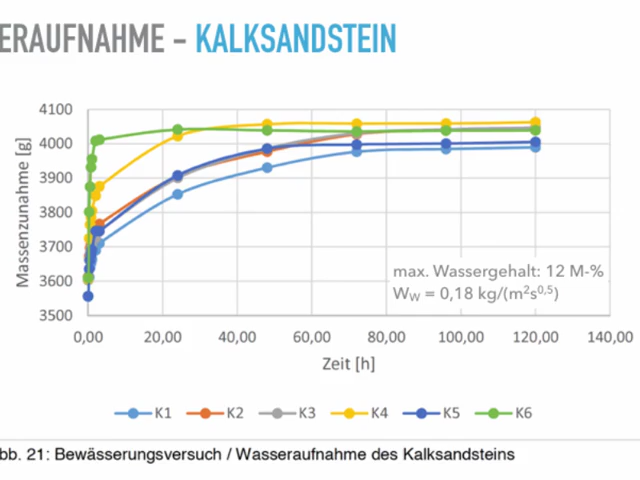 ERAUFNAHME – KALKSANDSTEIN
Massenzunahme [g]
4100
4000
3900
3800
3700
3600
3500
max. Wassergehalt: 12 M-%
W_W = 0,18 kg/(m²s⁰,⁵)
0,00 20,00 40,00 60,00 80,00 100,00 120,00 140,00
Zeit [h]
K1 K2 K3 K4 K5 K6
bb. 21: Bewässerungsversuch / Wasseraufnahme des Kalksandsteins